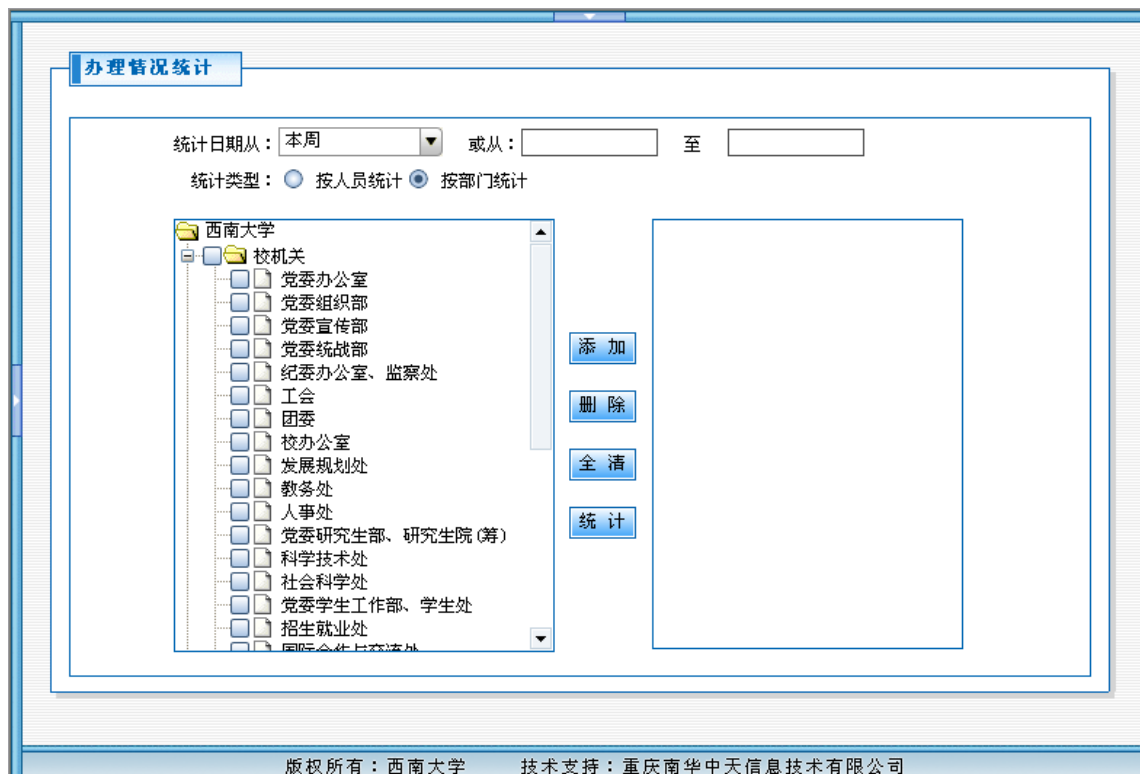 办理情况统计
统计日期从：本周 或从： 至
统计类型： 按人员统计 按部门统计
西南大学
校机关
党委办公室
党委组织部
党委宣传部
党委统战部
纪委办公室、监察处
工会
团委
校办公室
发展规划处
教务处
人事处
党委研究生部、研究生院(筹)
科学技术处
社会科学处
党委学生工作部、学生处
招生就业处
国际合作与交流处
添 加
删 除
全 清
统 计
版权所有：西南大学 技术支持：重庆南华中天信息技术有限公司